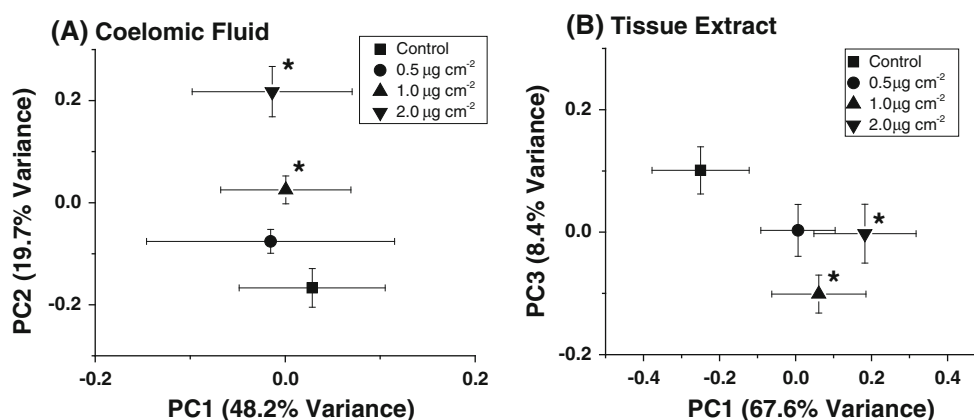 (A) Coelomic Fluid
Control
0.5 µg cm-2
1.0 µg cm-2
2.0 µg cm-2
*
*
0.2
0.0
-0.2
PC2 (19.7% Variance)
-0.2
0.0
0.2
PC1 (48.2% Variance)
(B) Tissue Extract
Control
0.5µg cm-2
1.0µg cm-2
2.0µg cm-2
*
*
0.1
0.0
-0.2
PC3 (8.4% Variance)
-0.4
-0.2
0.0
0.2
0.4
PC1 (67.6% Variance)